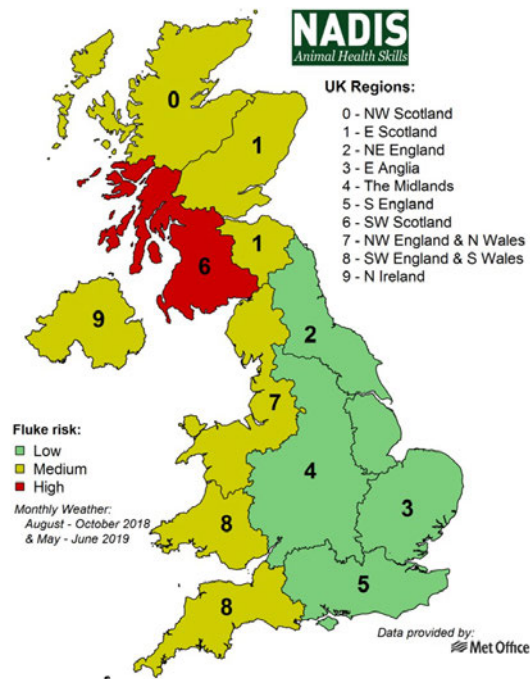 NADIS
Animal Health Skills
UK Regions:
0 - NW Scotland
1 - E Scotland
2 - NE England
3 - E Anglia
4 - The Midlands
5 - S England
6 - SW Scotland
7 - NW England & N Wales
8 - SW England & S Wales
9 - N Ireland
0
1
1
6
9
2
7
4
3
8
5
8
Fluke risk:
Low
Medium
High
Monthly Weather:
August - October 2018
& May - June 2019
Data provided by:
Met Office